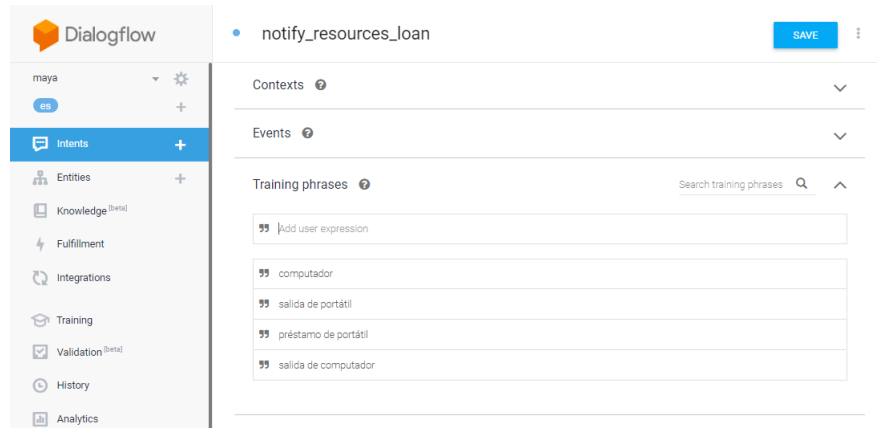 Dialogflow
notify_resources_loan
SAVE
maya
es
Intents
Entities
Knowledge [beta]
Fulfillment
Integrations
Training
Validation [beta]
History
Analytics
Contexts
Events
Training phrases
Search training phrases
Add user expression
computador
salida de portátil
préstamo de portátil
salida de computador